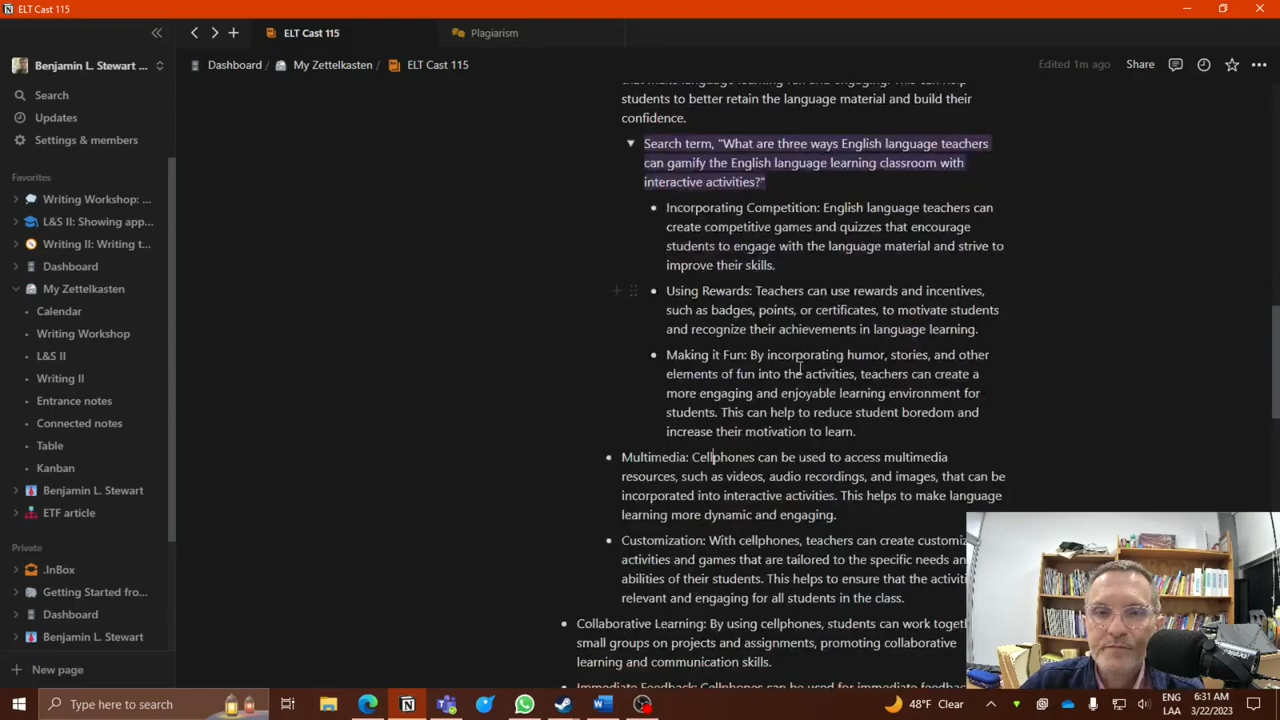 ELT Cast 115
ELT Cast 115
Plagiarism
Benjamin L. Stewart ...
Dashboard / My Zettelkasten / ELT Cast 115
Edited 1m ago
Share
Search
Updates
Settings & members
Favorites
Writing Workshop: ...
L&S II: Showing app...
Writing II: Writing t...
Dashboard
My Zettelkasten
Calendar
Writing Workshop
L&S II
Writing II
Entrance notes
Connected notes
Table
Kanban
Benjamin L. Stewart
ETF article
Private
.InBox
Getting Started fro...
Dashboard
Benjamin L. Stewart
New page
students to better retain the language material and build their
confidence.
Search term, "What are three ways English language teachers
can gamify the English language learning classroom with
interactive activities?"
Incorporating Competition: English language teachers can
create competitive games and quizzes that encourage
students to engage with the language material and strive to
improve their skills.
Using Rewards: Teachers can use rewards and incentives,
such as badges, points, or certificates, to motivate students
and recognize their achievements in language learning.
Making it Fun: By incorporating humor, stories, and other
elements of fun into the activities, teachers can create a
more engaging and enjoyable learning environment for
students. This can help to reduce student boredom and
increase their motivation to learn.
Multimedia: Cellphones can be used to access multimedia
resources, such as videos, audio recordings, and images, that can be
incorporated into interactive activities. This helps to make language
learning more dynamic and engaging.
Customization: With cellphones, teachers can create customiz
activities and games that are tailored to the specific needs an
abilities of their students. This helps to ensure that the activiti
relevant and engaging for all students in the class.
Collaborative Learning: By using cellphones, students can work togeth
small groups on projects and assignments, promoting collaborative
learning and communication skills.
Type here to search
48°F Clear
ENG
LAA
6:31 AM
3/22/2023